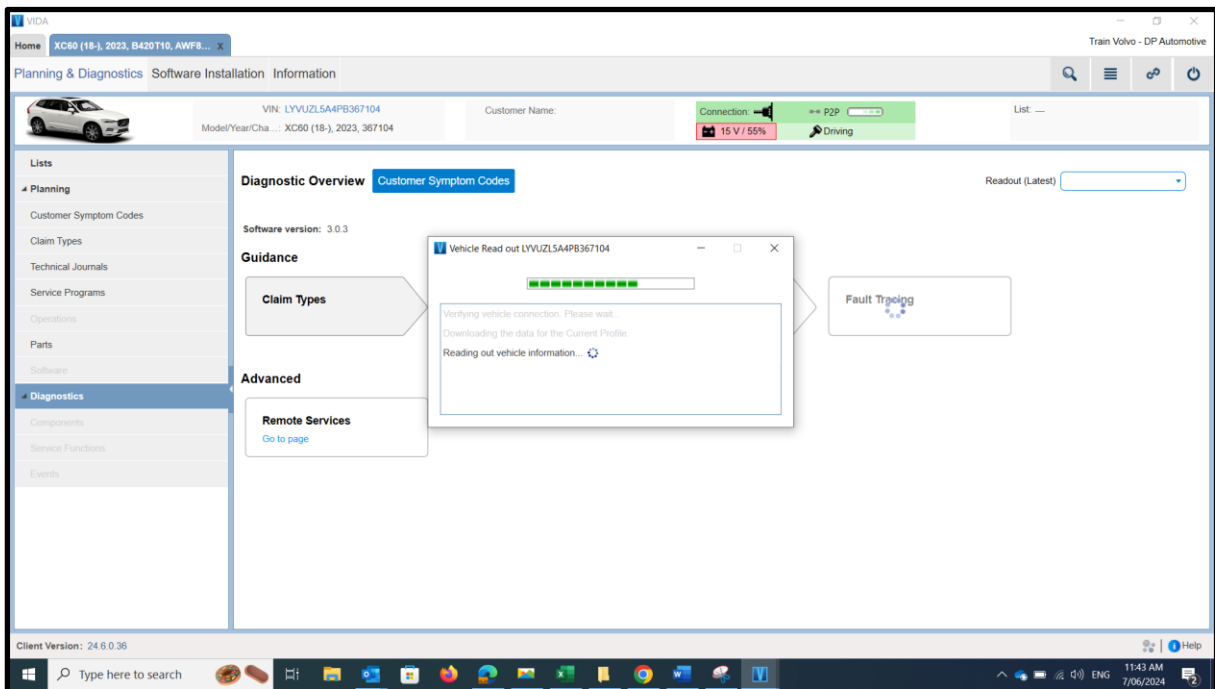 VIDA
Home XC60 (18-), 2023, B420T10, AWF8... X Train Volvo - DP Automotive
Planning & Diagnostics Software Installation Information
VIN: LYVUZL5A4PB367104 Customer Name: Connection: P2P List: —
Model/Year/Cha...: XC60 (18-), 2023, 367104 15 V / 55% Driving
Lists
Planning
Customer Symptom Codes
Claim Types
Technical Journals
Service Programs
Operations
Parts
Software
Diagnostics
Components
Service Functions
Events
Diagnostic Overview Customer Symptom Codes Readout (Latest)
Software version: 3.0.3
Guidance
Claim Types
Fault Tracing
Vehicle Read out LYVUZL5A4PB367104
Verifying vehicle connection. Please wait...
Downloading the data for the Current Profile.
Reading out vehicle information...
Advanced
Remote Services
Go to page
Client Version: 24.6.0.36 Help
Type here to search ENG 11:43 AM
7/06/2024
2